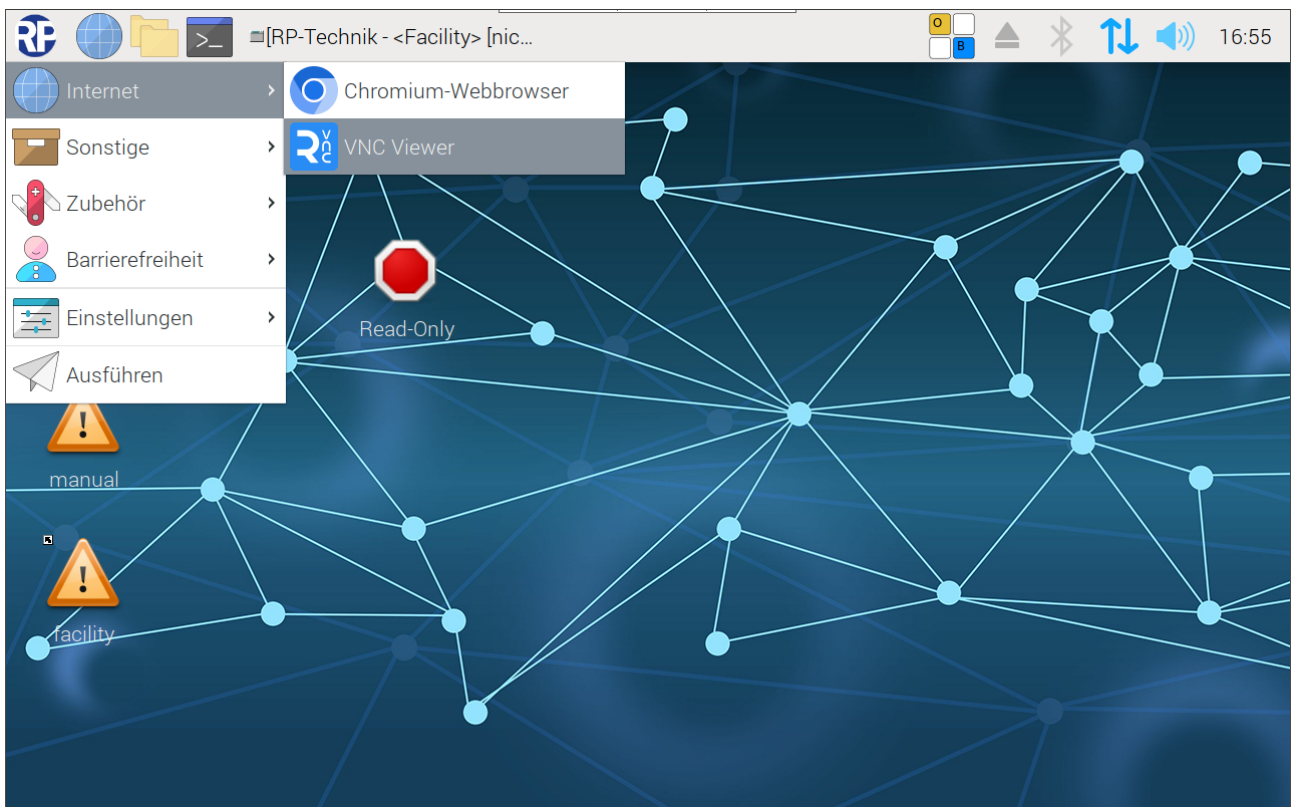 RP
>_
[RP-Technik - <Facility> [nic...
O
B
16:55
Internet
Chromium-Webbrowser
Sonstige
VNC Viewer
Zubehör
Barrierefreiheit
Einstellungen
Read-Only
Ausführen
manual
facility